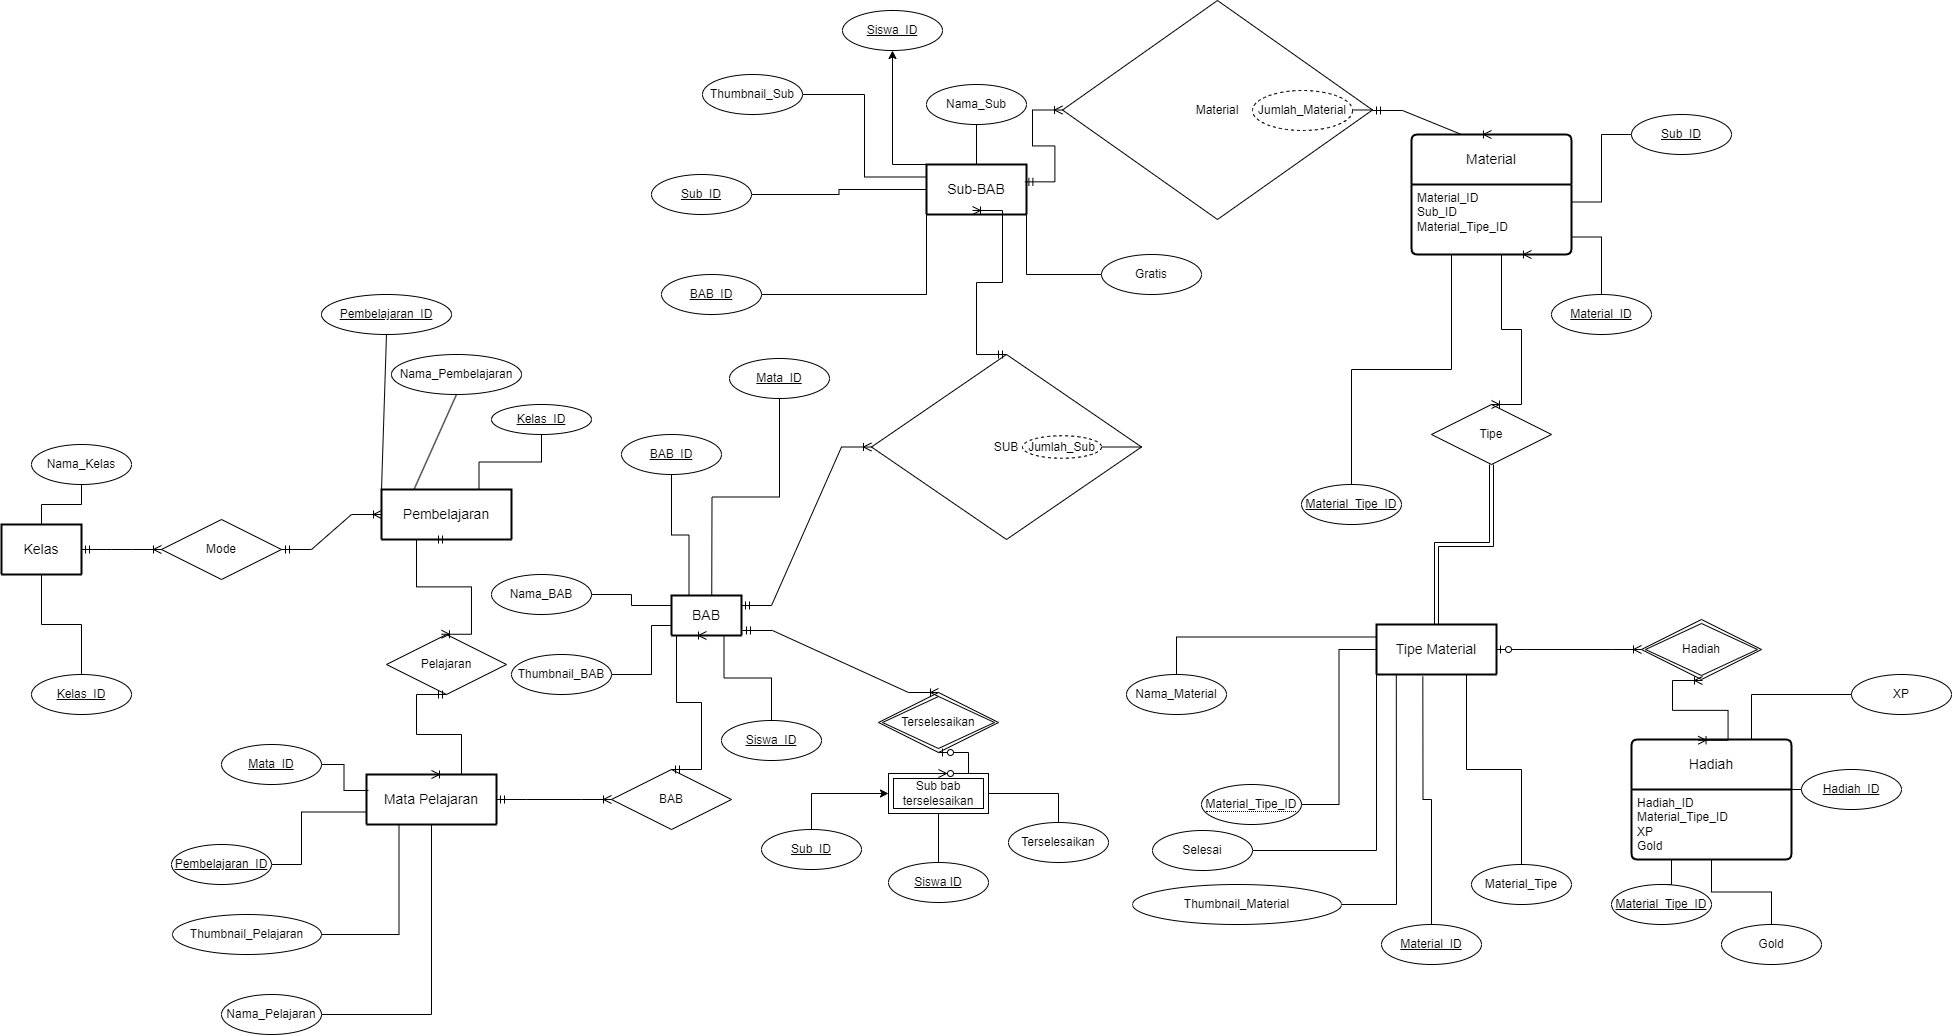 Siswa_ID
Thumbnail_Sub
Nama_Sub
Material
Jumlah_Material
Sub_ID
Material
Sub-BAB
Sub_ID
Material_ID
Sub_ID
Material_Tipe_ID
BAB_ID
Gratis
Material_ID
Pembelajaran_ID
Nama_Pembelajaran
Mata_ID
Kelas_ID
Tipe
SUB
Jumlah_Sub
BAB_ID
Nama_Kelas
Material_Tipe_ID
Pembelajaran
Kelas
Mode
Nama_BAB
BAB
Pelajaran
Thumbnail_BAB
Tipe Material
Hadiah
Kelas_ID
Nama_Material
XP
Terselesaikan
Siswa_ID
Mata_ID
Hadiah
Mata Pelajaran
BAB
Sub bab
terselesaikan
Hadiah_ID
Material_Tipe_ID
Hadiah_ID
Material_Tipe_ID
XP
Gold
Sub_ID
Terselesaikan
Selesai
Pembelajaran_ID
Siswa ID
Material_Tipe
Thumbnail_Material
Material_Tipe_ID
Thumbnail_Pelajaran
Material_ID
Gold
Nama_Pelajaran